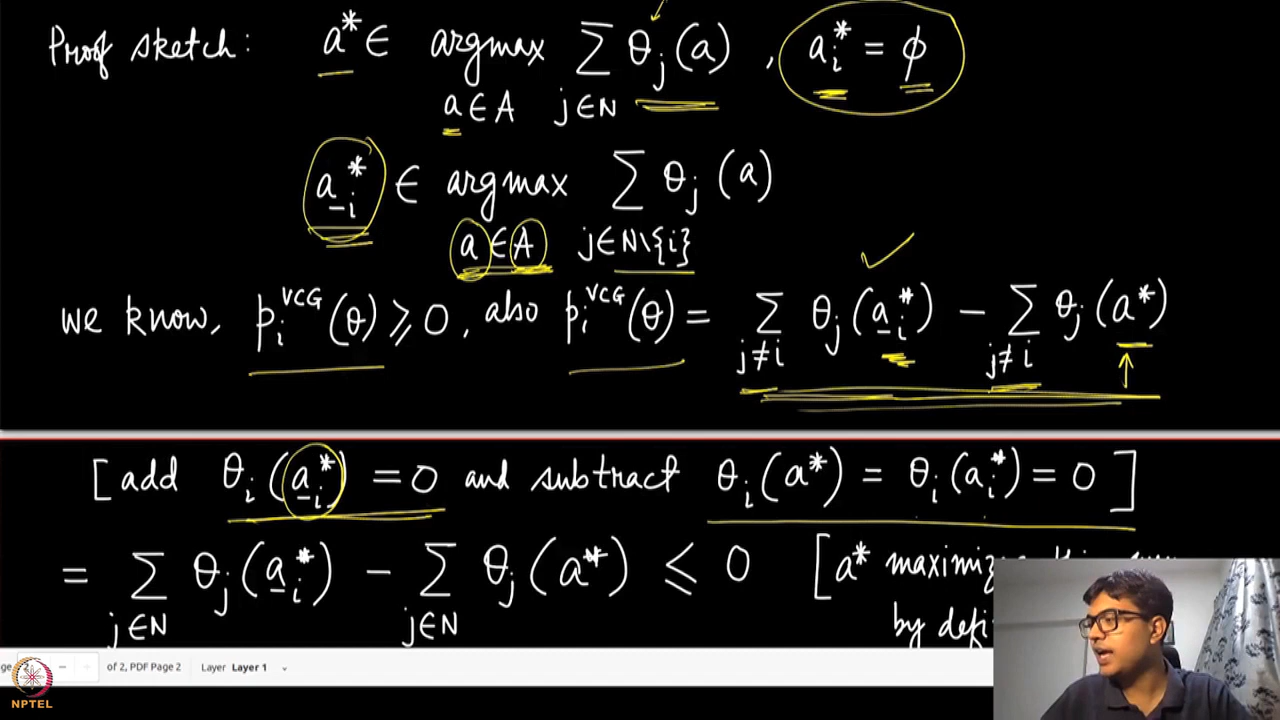 Proof sketch: a* ∈ argmax ∑ θ_j(a), a_i* = ϕ
a∈A j∈N
a_{-i}* ∈ argmax ∑ θ_j(a)
a∈A j∈N\{i}
we know, p_i^{VCG}(θ) ⩾ 0, also p_i^{VCG}(θ) = ∑ θ_j(a_{-i}*) − ∑ θ_j(a*)
j≠i j≠i
[add θ_i(a_{-i}*) = 0 and subtract θ_i(a*) = θ_i(a_i*) = 0]
= ∑ θ_j(a_{-i}*) − ∑ θ_j(a*) ⩽ 0 [a*
j∈N j∈N by
of 2, PDF Page 2 Layer Layer 1
NPTEL